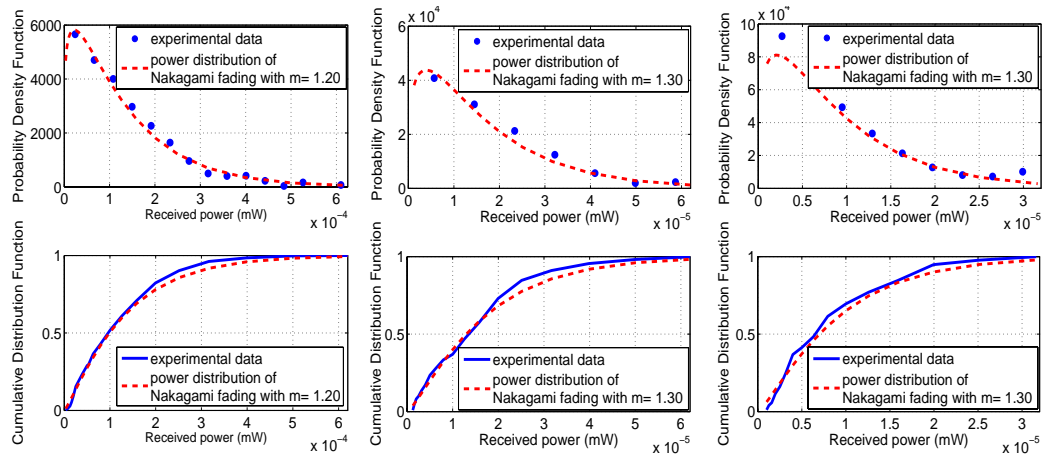 Probability Density Function
6000
4000
2000
0
experimental data
power distribution of
Nakagami fading with m= 1.20
0 1 2 3 4 5 6
Received power (mW)
x 10⁻⁴
Probability Density Function
6
4
2
0
x 10⁴
experimental data
power distribution of
Nakagami fading with m= 1.30
0 1 2 3 4 5 6
Received power (mW)
x 10⁻⁵
Probability Density Function
10
8
6
4
2
0
experimental data
power distribution of
Nakagami fading with m= 1.30
0 0.5 1 1.5 2 2.5 3
Received power (mW)
x 10⁻⁵
Cumulative Distribution Function
1
0.5
0
experimental data
power distribution of
Nakagami fading with m= 1.20
0 1 2 3 4 5 6
Received power (mW)
x 10⁻⁴
Cumulative Distribution Function
1
0.5
0
experimental data
power distribution of
Nakagami fading with m= 1.30
0 1 2 3 4 5 6
Received power (mW)
x 10⁻⁵
Cumulative Distribution Function
1
0.5
0
experimental data
power distribution of
Nakagami fading with m= 1.30
0 0.5 1 1.5 2 2.5 3
Received power (mW)
x 10⁻⁵